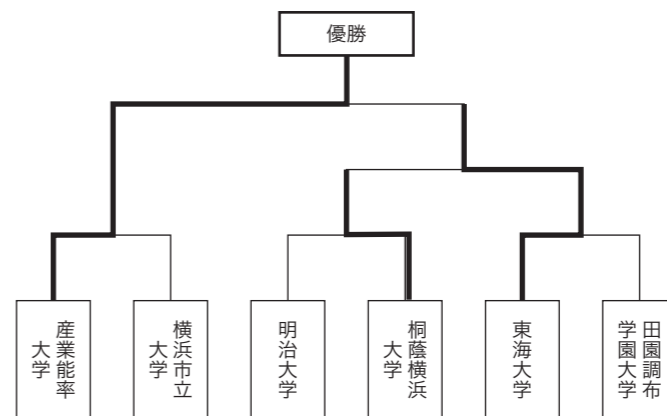 優勝
産業能率
大学
横浜市立
大学
明治大学
桐蔭横浜
大学
東海大学
田園調布
学園大学